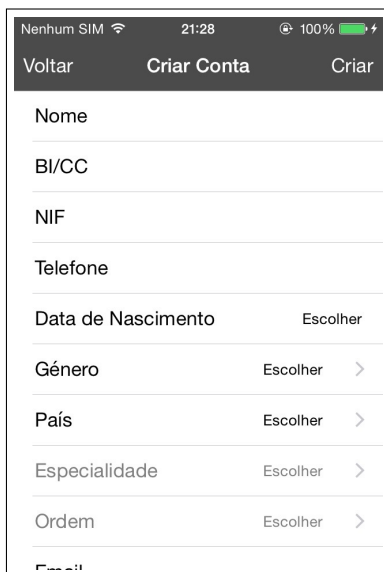 Nenhum SIM 21:28 100%
Voltar Criar Conta Criar
Nome
BI/CC
NIF
Telefone
Data de Nascimento Escolher
Género Escolher
País Escolher
Especialidade Escolher
Ordem Escolher
Email